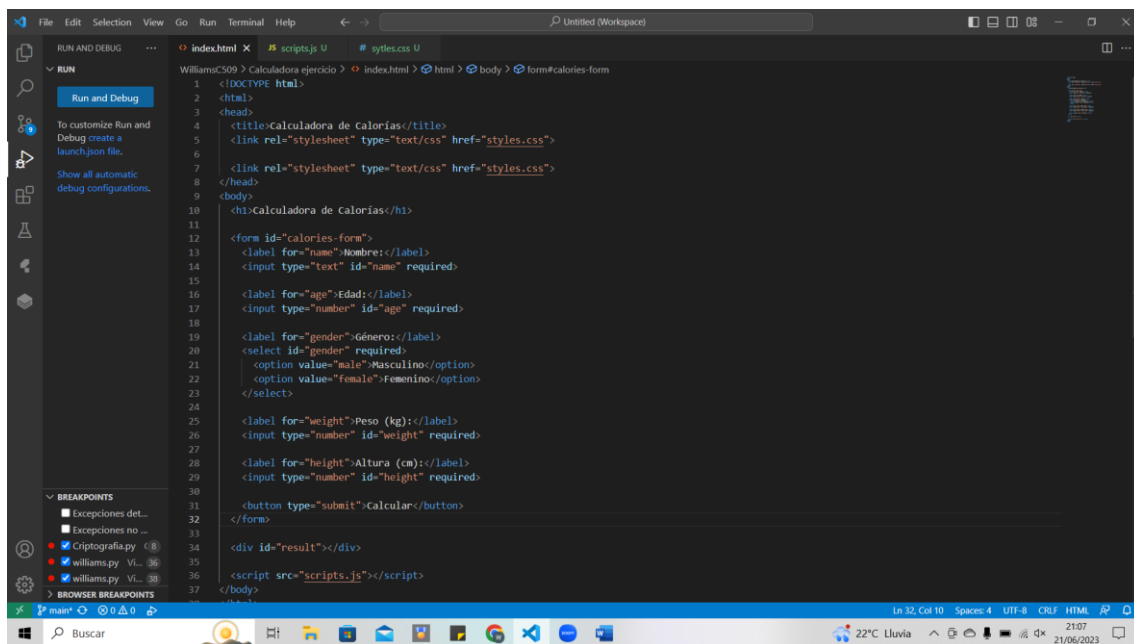 File Edit Selection View Go Run Terminal Help
Untitled (Workspace)
RUN AND DEBUG
index.html
JS scripts.js U
# sytles.css U
RUN
WilliamsC509 > Calculadora ejercicio > index.html > html > body > form#calories-form
Run and Debug
To customize Run and
Debug create a
launch.json file.
Show all automatic
debug configurations.
9
1 <!DOCTYPE html>
2 <html>
3 <head>
4 <title>Calculadora de Calorías</title>
5 <link rel="stylesheet" type="text/css" href="styles.css">
6
7 <link rel="stylesheet" type="text/css" href="styles.css">
8 </head>
9 <body>
10 <h1>Calculadora de Calorías</h1>
11
12 <form id="calories-form">
13 <label for="name">Nombre:</label>
14 <input type="text" id="name" required>
15
16 <label for="age">Edad:</label>
17 <input type="number" id="age" required>
18
19 <label for="gender">Género:</label>
20 <select id="gender" required>
21 <option value="male">Masculino</option>
22 <option value="female">Femenino</option>
23 </select>
24
25 <label for="weight">Peso (kg):</label>
26 <input type="number" id="weight" required>
27
28 <label for="height">Altura (cm):</label>
29 <input type="number" id="height" required>
30
31 <button type="submit">Calcular</button>
32 </form>
33
34 <div id="result"></div>
35
36 <script src="scripts.js"></script>
37 </body>
BREAKPOINTS
Excepciones det...
Excepciones no ...
Criptografia.py 8
williams.py Vi... 36
williams.py Vi... 38
BROWSER BREAKPOINTS
main* 0 0
Ln 32, Col 10 Spaces: 4 UTF-8 CRLF HTML
Buscar
22°C Lluvia
21:07
21/06/2023